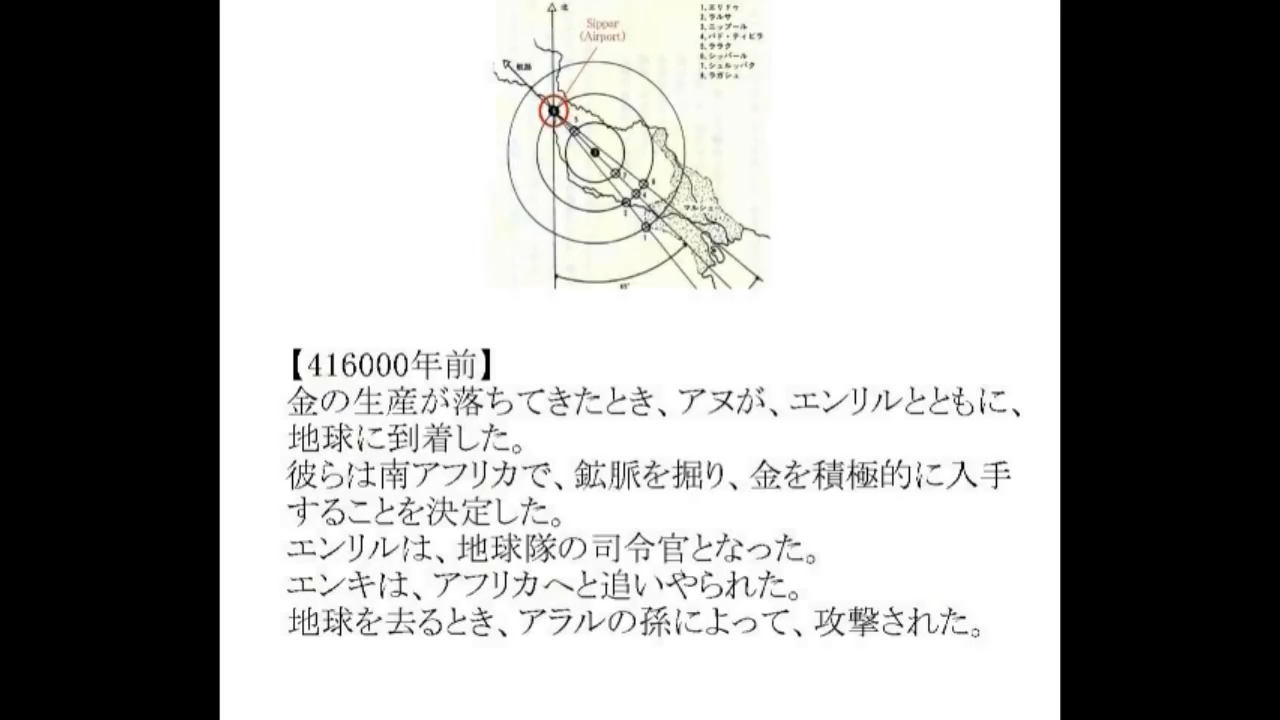 北
Sippar
(Airport)
航路
1,エリドゥ
2,ラルサ
3,ニップール
4,バド・ティビラ
5,ララク
6,シッパール
7,シュルッパク
8,ラガシュ
マルシュ
【416000年前】
金の生産が落ちてきたとき、アヌが、エンリルとともに、
地球に到着した。
彼らは南アフリカで、鉱脈を掘り、金を積極的に入手
することを決定した。
エンリルは、地球隊の司令官となった。
エンキは、アフリカへと追いやられた。
地球を去るとき、アラルの孫によって、攻撃された。